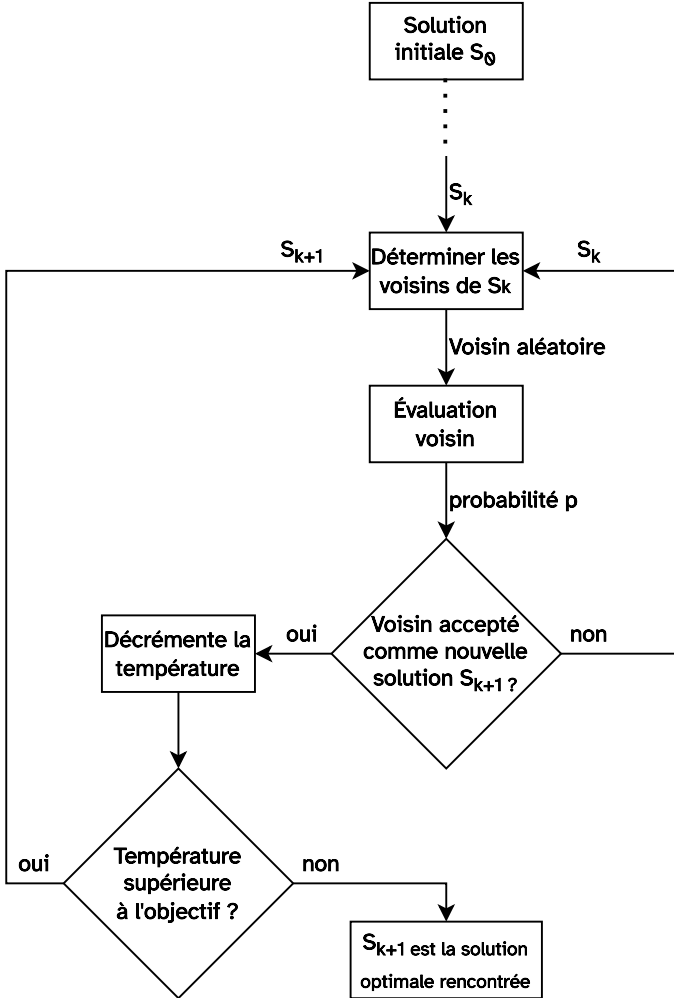 Solution
initiale S0
Sk
Sk+1
Sk
Déterminer les
voisins de Sk
Voisin aléatoire
Évaluation
voisin
probabilité p
Voisin accepté
comme nouvelle
solution Sk+1 ?
oui
non
Décrémente la
température
Température
supérieure
à l'objectif ?
oui
non
Sk+1 est la solution
optimale rencontrée